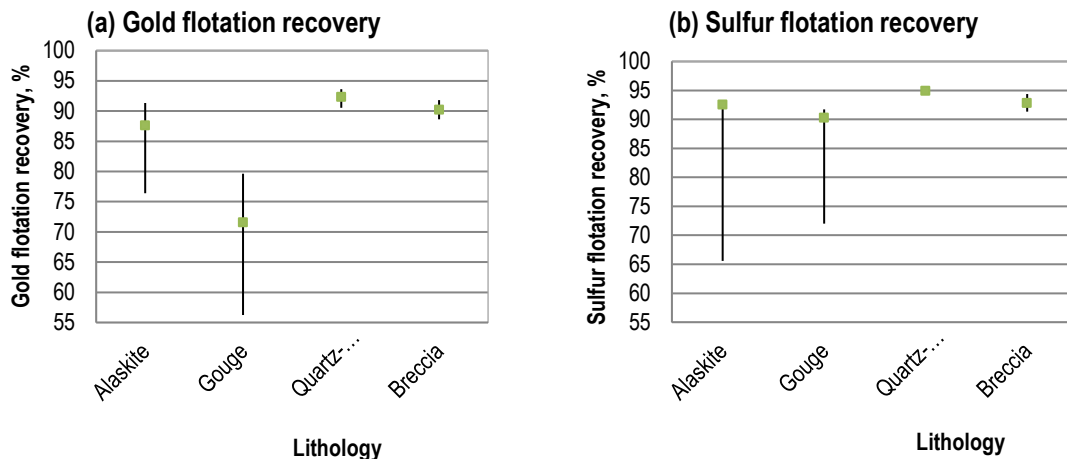 (a) Gold flotation recovery
Gold flotation recovery, %
100
95
90
85
80
75
70
65
60
55
Alaskite
Gouge
Quartz-...
Breccia
Lithology
(b) Sulfur flotation recovery
Sulfur flotation recovery, %
100
95
90
85
80
75
70
65
60
55
Alaskite
Gouge
Quartz-...
Breccia
Lithology